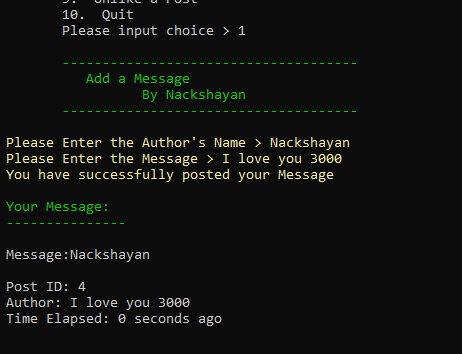 9.  Unlike a Post
10.  Quit
Please input choice > 1
-------------------------------------
Add a Message
By Nackshayan
-------------------------------------
Please Enter the Author's Name > Nackshayan
Please Enter the Message > I love you 3000
You have successfully posted your Message
Your Message:
---------------
Message:Nackshayan
Post ID: 4
Author: I love you 3000
Time Elapsed: 0 seconds ago